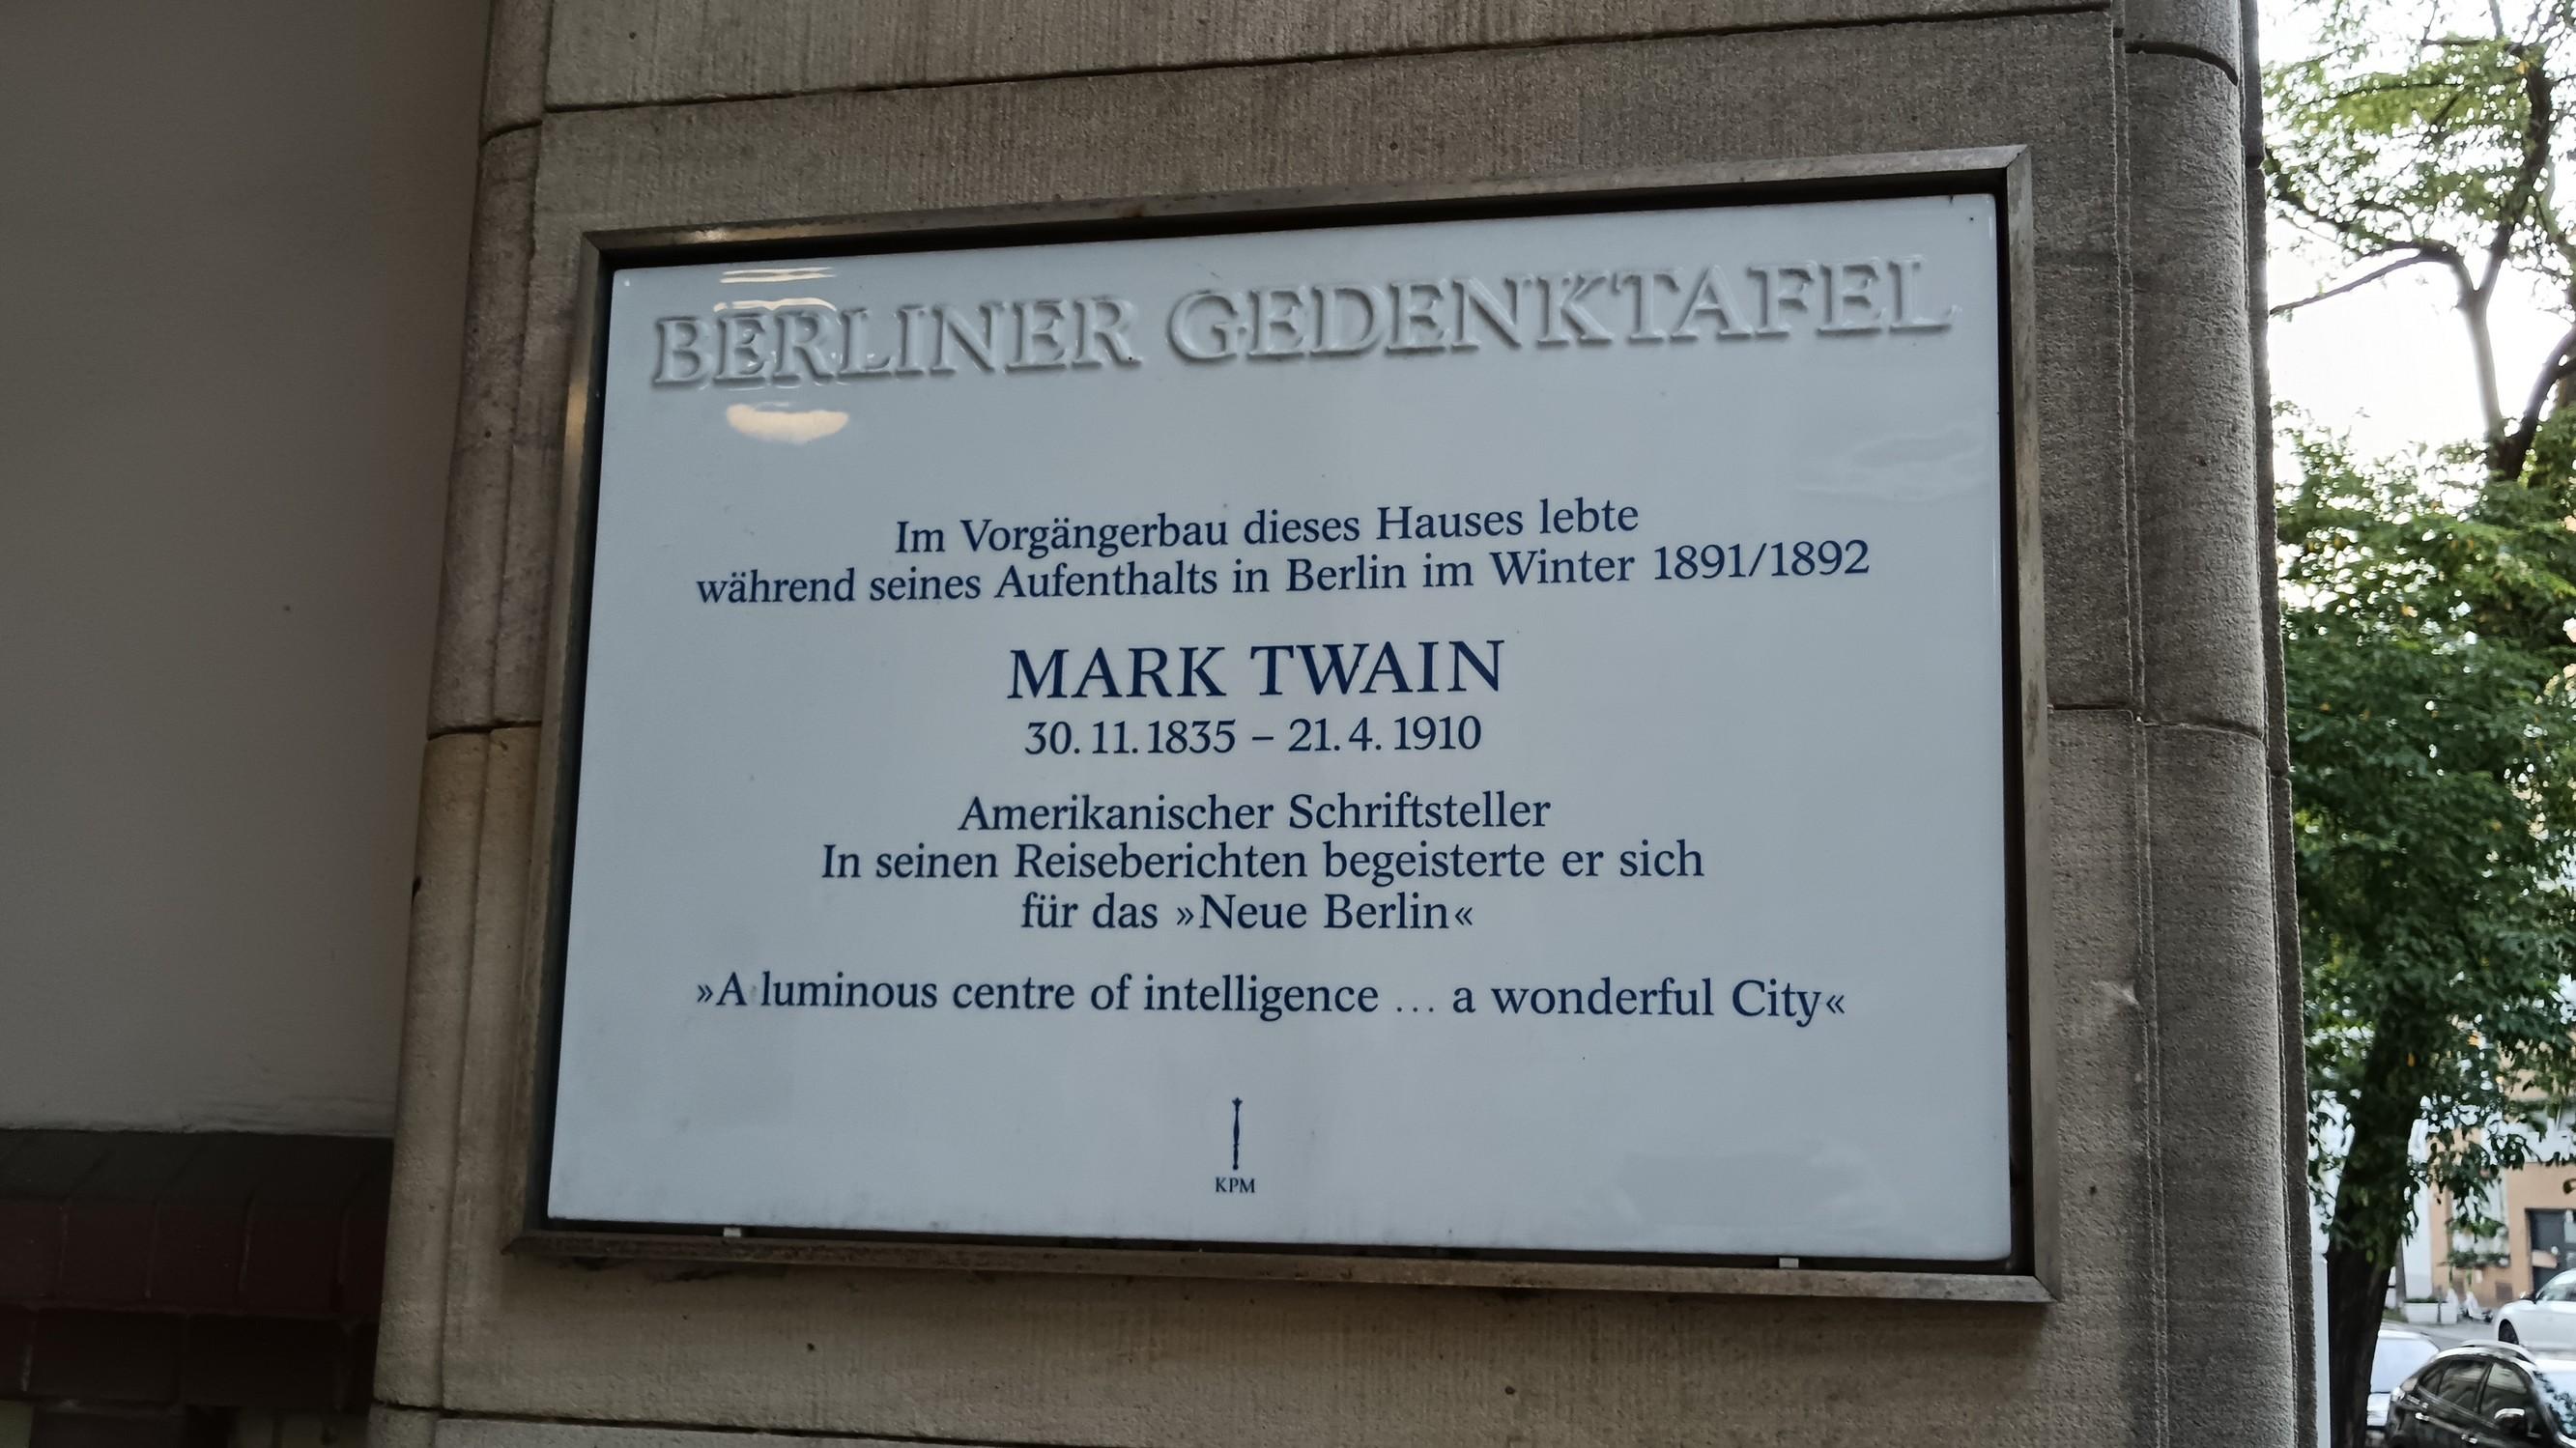 BERLINER GEDENKTAFEL
Im Vorgängerbau dieses Hauses lebte
während seines Aufenthalts in Berlin im Winter 1891/1892
MARK TWAIN
30. 11. 1835 – 21. 4. 1910
Amerikanischer Schriftsteller
In seinen Reiseberichten begeisterte er sich
für das »Neue Berlin«
»A luminous centre of intelligence ... a wonderful City«
KPM